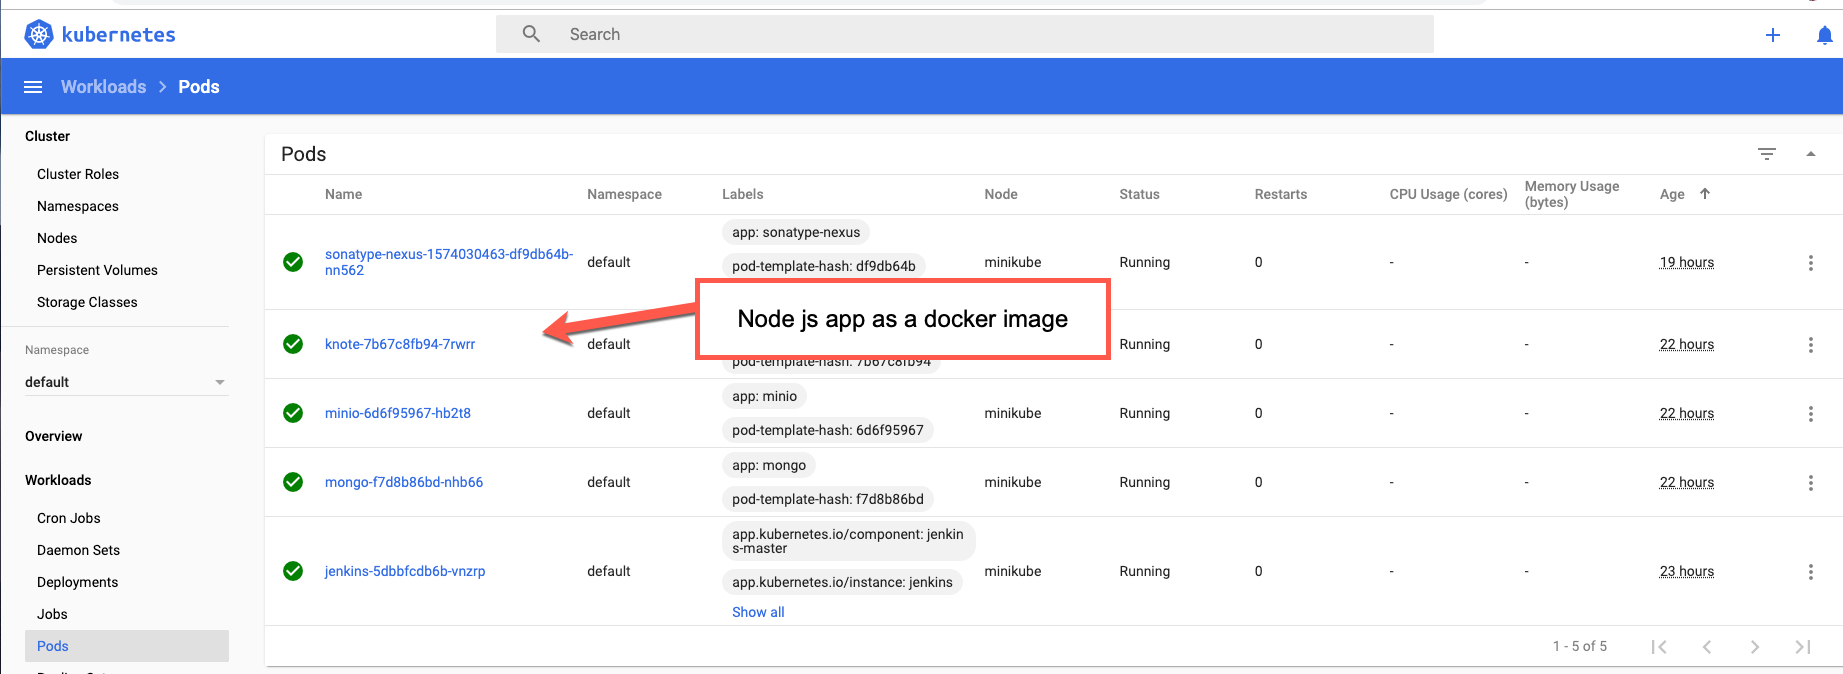 kubernetes
Search
Workloads > Pods
Cluster
Cluster Roles
Namespaces
Nodes
Persistent Volumes
Storage Classes
Namespace
default
Overview
Workloads
Cron Jobs
Daemon Sets
Deployments
Jobs
Pods
Pods
Name Namespace Labels Node Status Restarts CPU Usage (cores) Memory Usage (bytes) Age
app: sonatype-nexus
sonatype-nexus-1574030463-df9db64b-
nn562 default minikube Running 0 - - 19 hours
pod-template-hash: df9db64b
Node js app as a docker image
knote-7b67c8fb94-7rwrr default Running 0 - - 22 hours
pod-template-hash: 7b67c8fb94
app: minio
minio-6d6f95967-hb2t8 default minikube Running 0 - - 22 hours
pod-template-hash: 6d6f95967
app: mongo
mongo-f7d8b86bd-nhb66 default minikube Running 0 - - 22 hours
pod-template-hash: f7d8b86bd
app.kubernetes.io/component: jenkin
s-master
jenkins-5dbbfcdb6b-vnzrp default minikube Running 0 - - 23 hours
app.kubernetes.io/instance: jenkins
Show all
1 - 5 of 5